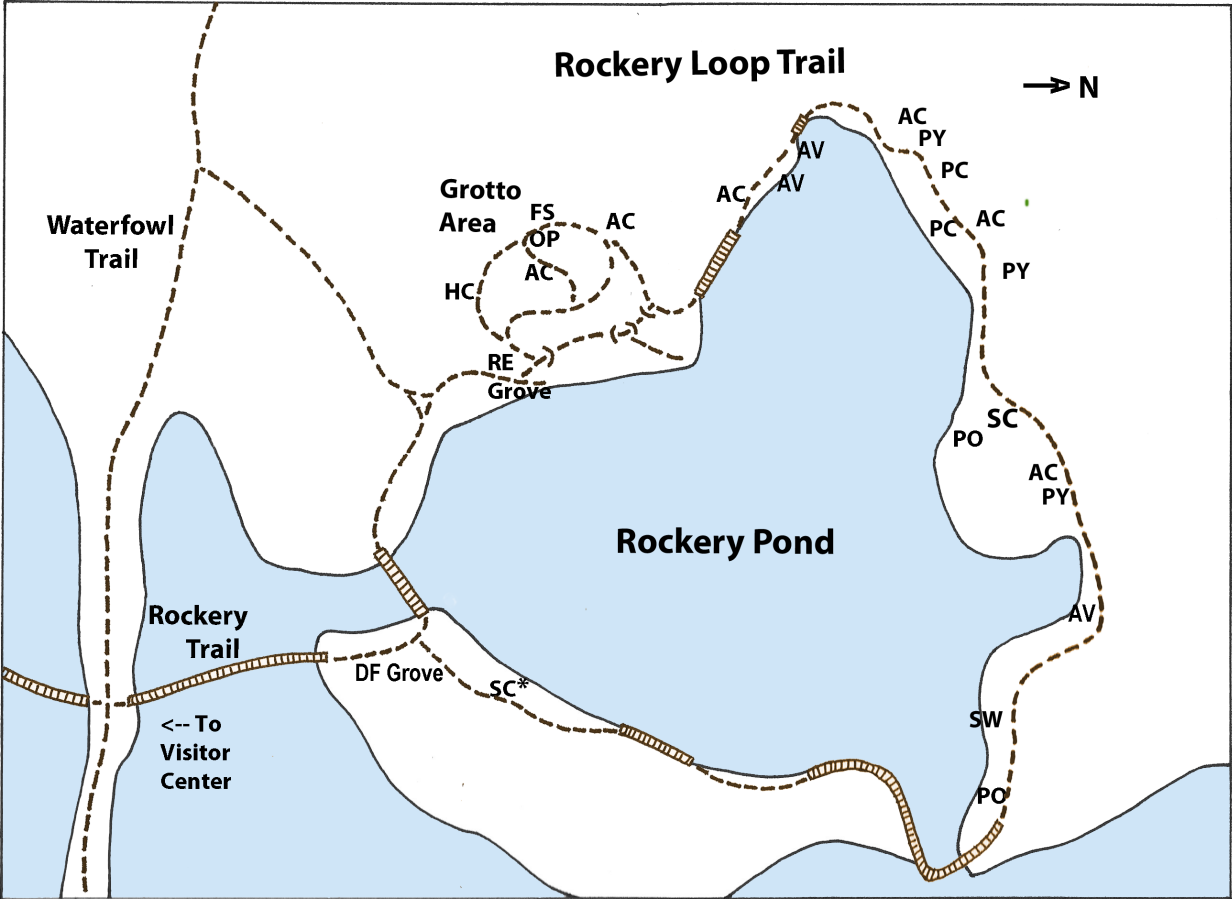 Rockery Loop Trail
N
AC
PY
PC
AV
AV
AC
Grotto
Area
FS
OP
AC
AC
HC
PC
AC
PY
Waterfowl
Trail
RE
Grove
SC
PO
AC
PY
Rockery Pond
AV
Rockery
Trail
DF Grove
SC*
SW
<-- To
Visitor
Center
PO